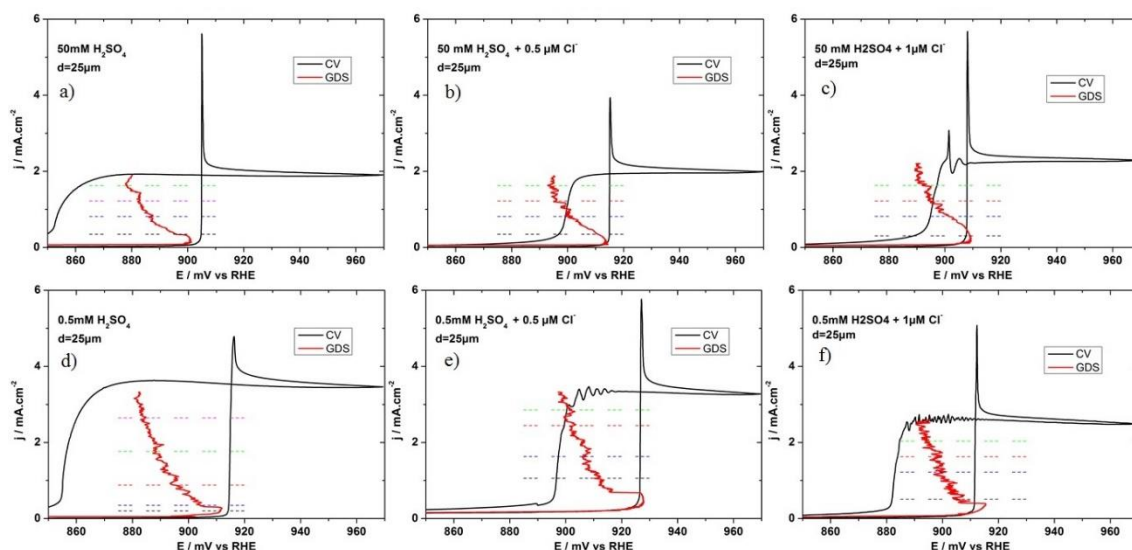 50mM H₂SO₄
d=25µm
a)
CV
GDS
j / mA.cm⁻²
6
4
2
0
860 880 900 920 940 960
E / mV vs RHE
50 mM H₂SO₄ + 0.5 µM Cl⁻
d=25µm
b)
CV
GDS
j / mA.cm⁻²
6
4
2
0
860 880 900 920 940 960
E / mV vs RHE
50 mM H2SO4 + 1µM Cl⁻
d=25µm
c)
CV
GDS
j / mA.cm⁻²
6
4
2
0
860 880 900 920 940 960
E / mV vs RHE
0.5mM H₂SO₄
d=25µm
d)
CV
GDS
j / mA.cm⁻²
6
4
2
0
860 880 900 920 940 960
E / mV vs RHE
0.5mM H₂SO₄ + 0.5 µM Cl⁻
d=25µm
e)
CV
GDS
j / mA.cm⁻²
6
4
2
0
860 880 900 920 940 960
E / mV vs RHE
0.5mM H2SO4 + 1µM Cl⁻
d=25µm
f)
CV
GDS
j / mA.cm⁻²
6
4
2
0
860 880 900 920 940 960
E / mV vs RHE